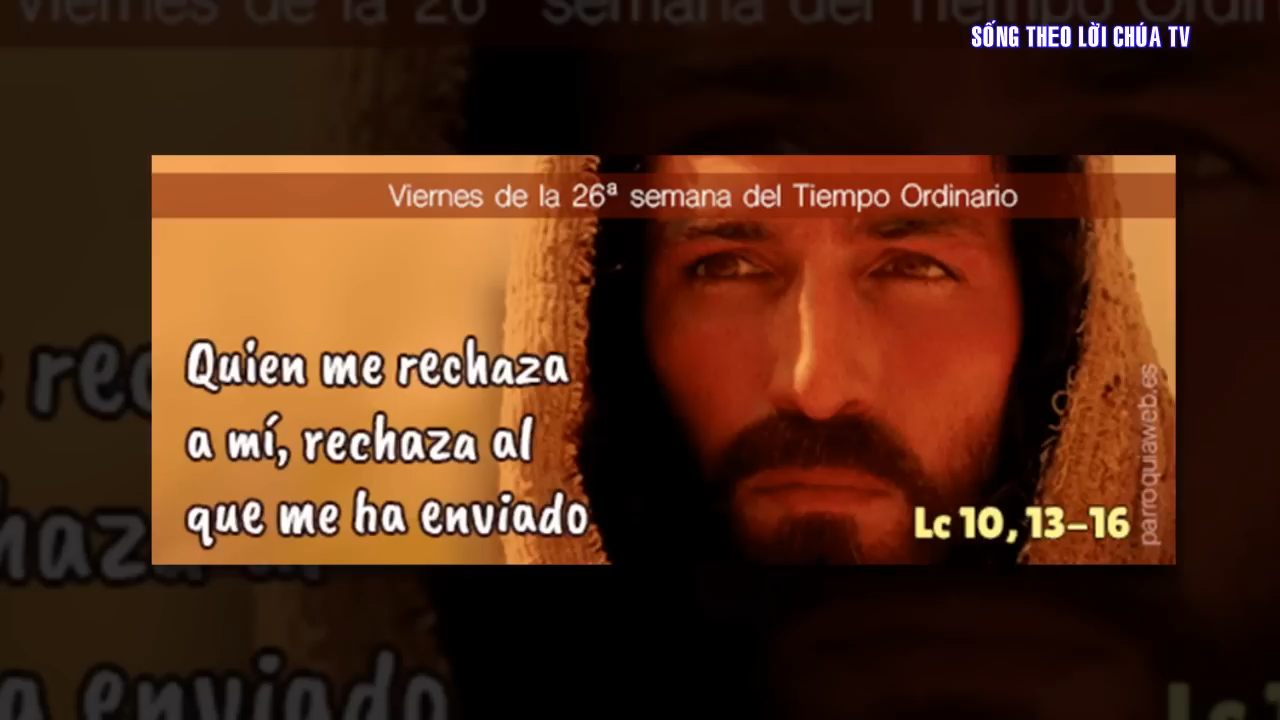 SỐNG THEO LỜI CHÚA TV
Viernes de la 26ª semana del Tiempo Ordinario
Quien me rechaza
a mí, rechaza al
que me ha enviado
Lc 10, 13-16
parroquiaweb.es